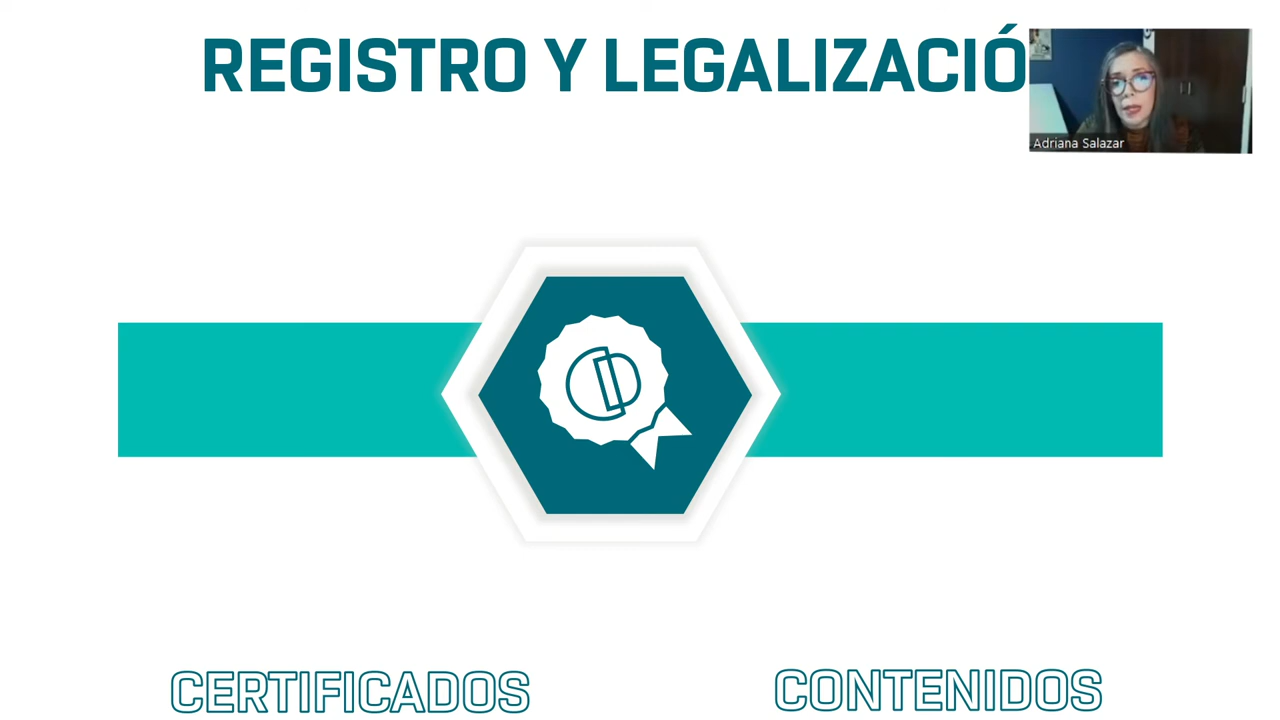 REGISTRO Y LEGALIZACIÓ
Adriana Salazar
CERTIFICADOS
CONTENIDOS